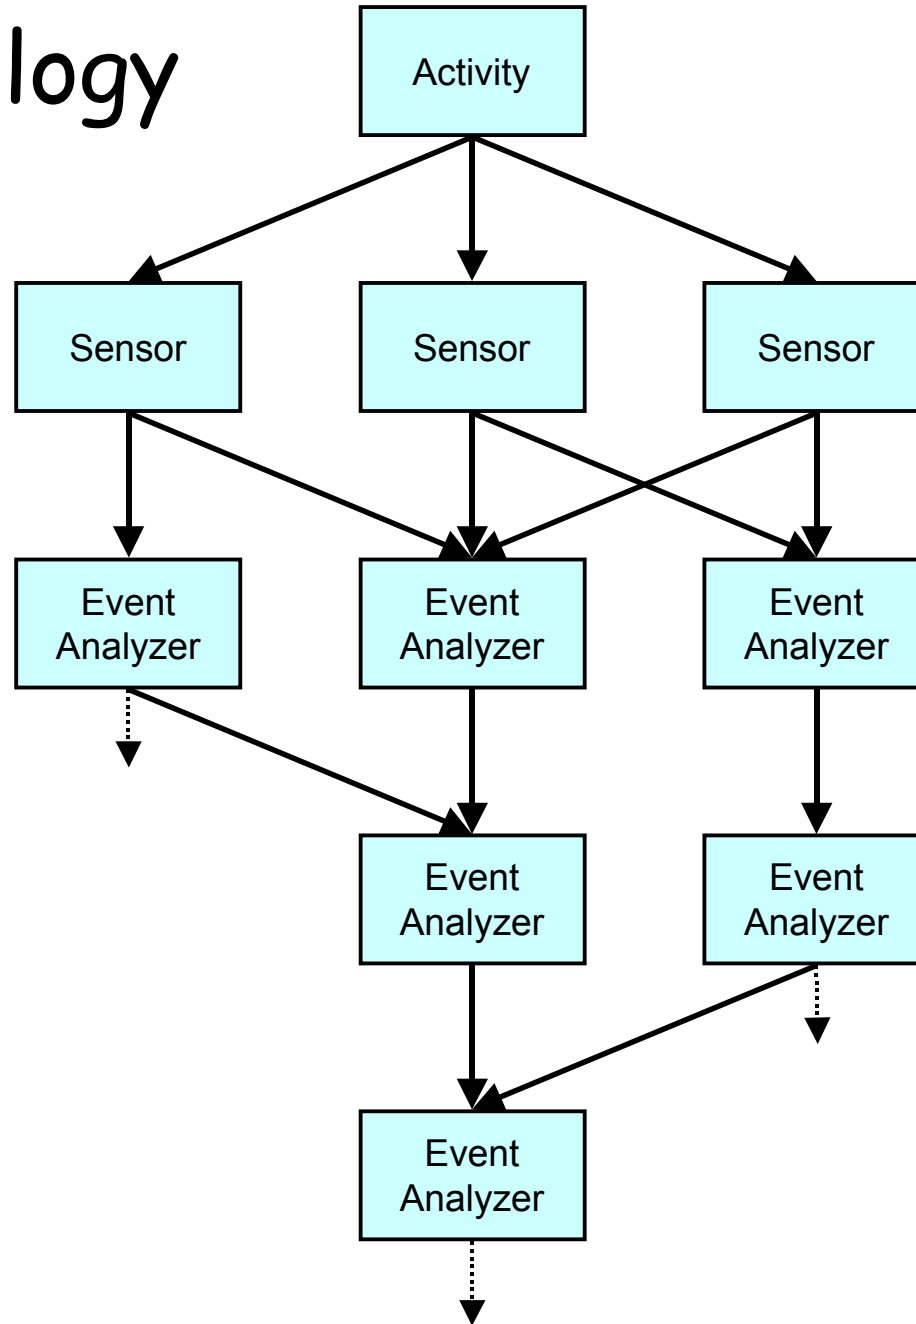 logy
Activity
Sensor
Sensor
Sensor
Event
Analyzer
Event
Analyzer
Event
Analyzer
Event
Analyzer
Event
Analyzer
Event
Analyzer